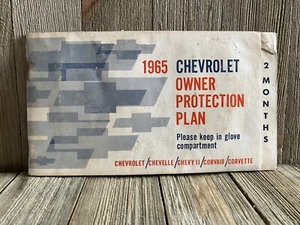 1965 CHEVROLET
OWNER
PROTECTION
PLAN
Please keep in glove
compartment
CHEVROLET/CHEVELLE/CHEVY II/CORVAIR/CORVETTE
2 MONTHS